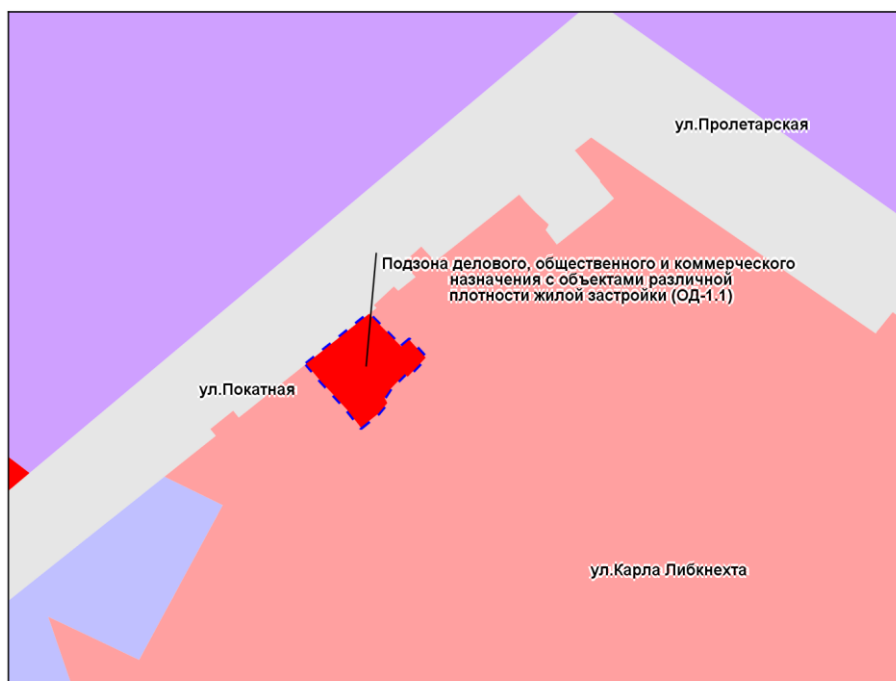 ул.Пролетарская
Подзона делового, общественного и коммерческого
назначения с объектами различной
плотности жилой застройки (ОД-1.1)
ул.Покатная
ул.Карла Либкнехта